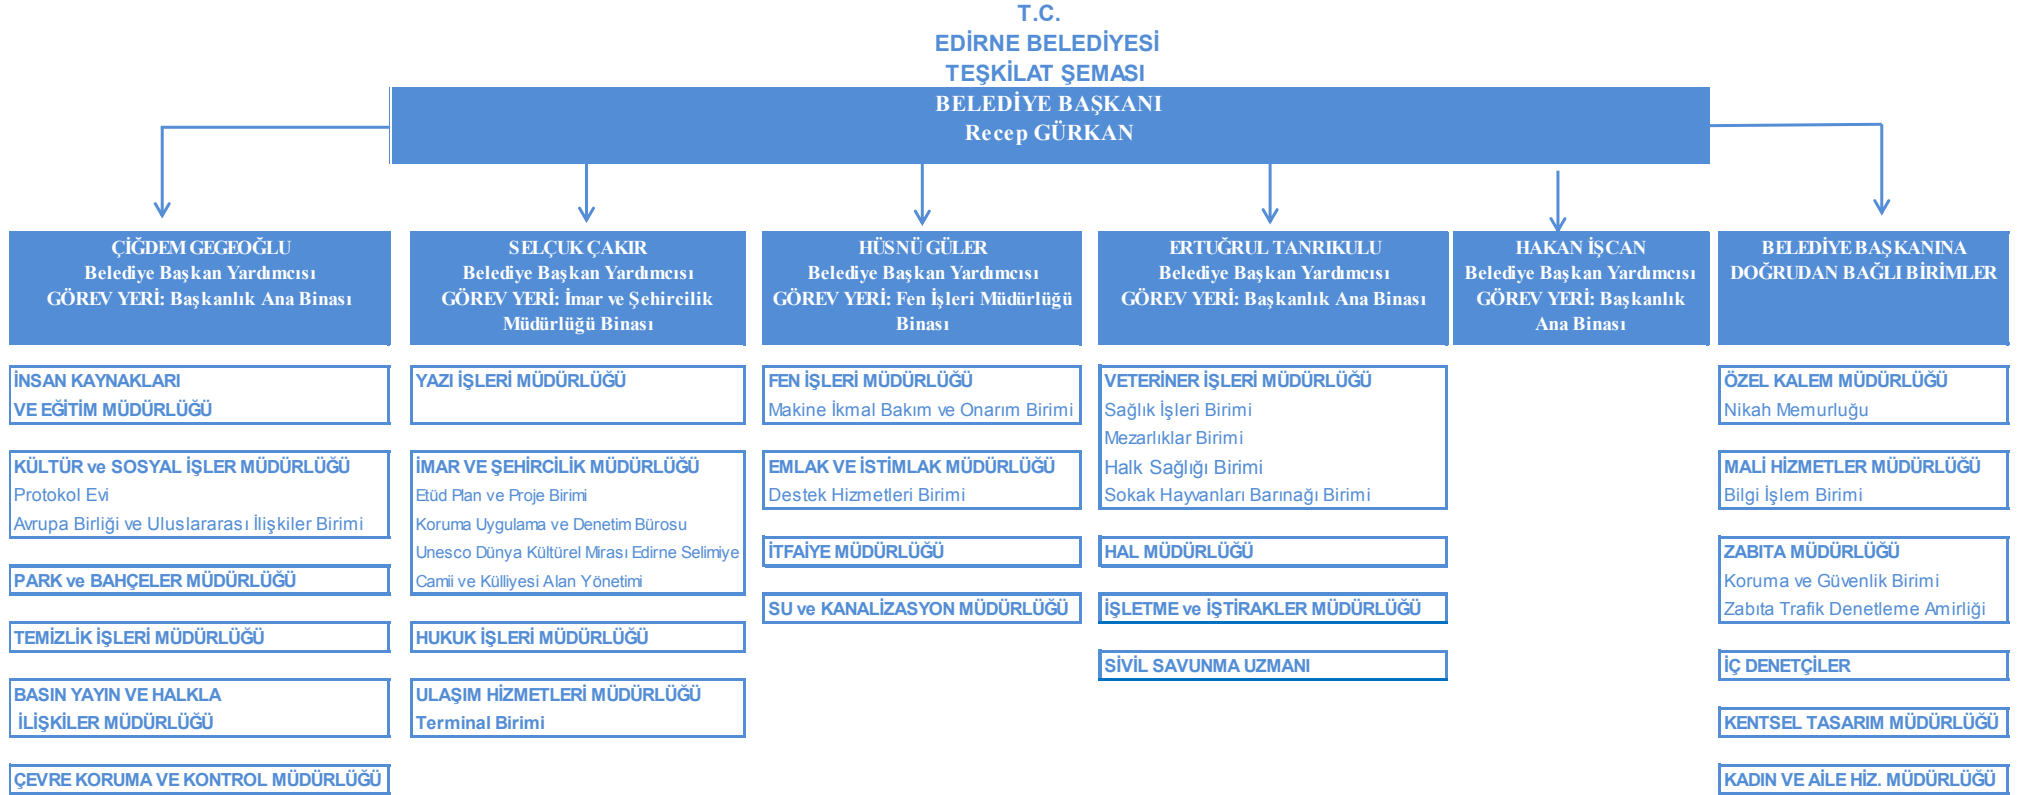 T.C.
EDİRNE BELEDİYESİ
TEŞKİLAT ŞEMASI
BELEDİYE BAŞKANI
Recep GÜRKAN
ÇİĞDEM GEGEOĞLU
Belediye Başkan Yardımcısı
GÖREV YERİ: Başkanlık Ana Binası
SELÇUK ÇAKIR
Belediye Başkan Yardımcısı
GÖREV YERİ: İmar ve Şehircilik
Müdürlüğü Binası
HÜSNÜ GÜLER
Belediye Başkan Yardımcısı
GÖREV YERİ: Fen İşleri Müdürlüğü
Binası
ERTUĞRUL TANRIKULU
Belediye Başkan Yardımcısı
GÖREV YERİ: Başkanlık Ana Binası
HAKAN İŞCAN
Belediye Başkan Yardımcısı
GÖREV YERİ: Başkanlık
Ana Binası
BELEDİYE BAŞKANINA
DOĞRUDAN BAĞLI BİRİMLER
İNSAN KAYNAKLARI
VE EĞİTİM MÜDÜRLÜĞÜ
KÜLTÜR ve SOSYAL İŞLER MÜDÜRLÜĞÜ
Protokol Evi
Avrupa Birliği ve Uluslararası İlişkiler Birimi
PARK ve BAHÇELER MÜDÜRLÜĞÜ
TEMİZLİK İŞLERİ MÜDÜRLÜĞÜ
BASIN YAYIN VE HALKLA
İLİŞKİLER MÜDÜRLÜĞÜ
ÇEVRE KORUMA VE KONTROL MÜDÜRLÜĞÜ
YAZI İŞLERİ MÜDÜRLÜĞÜ
İMAR VE ŞEHİRCİLİK MÜDÜRLÜĞÜ
Etüd Plan ve Proje Birimi
Koruma Uygulama ve Denetim Bürosu
Unesco Dünya Kültürel Mirası Edirne Selimiye
Camii ve Külliyesi Alan Yönetimi
HUKUK İŞLERİ MÜDÜRLÜĞÜ
ULAŞIM HİZMETLERİ MÜDÜRLÜĞÜ
Terminal Birimi
FEN İŞLERİ MÜDÜRLÜĞÜ
Makine İkmal Bakım ve Onarım Birimi
EMLAK VE İSTİMLAK MÜDÜRLÜĞÜ
Destek Hizmetleri Birimi
İTFAİYE MÜDÜRLÜĞÜ
SU ve KANALİZASYON MÜDÜRLÜĞÜ
VETERİNER İŞLERİ MÜDÜRLÜĞÜ
Sağlık İşleri Birimi
Mezarlıklar Birimi
Halk Sağlığı Birimi
Sokak Hayvanları Barınağı Birimi
HAL MÜDÜRLÜĞÜ
İŞLETME ve İŞTİRAKLER MÜDÜRLÜĞÜ
SİVİL SAVUNMA UZMANI
ÖZEL KALEM MÜDÜRLÜĞÜ
Nikah Memurluğu
MALİ HİZMETLER MÜDÜRLÜĞÜ
Bilgi İşlem Birimi
ZABITA MÜDÜRLÜĞÜ
Koruma ve Güvenlik Birimi
Zabıta Trafik Denetleme Amirliği
İÇ DENETÇİLER
KENTSEL TASARIM MÜDÜRLÜĞÜ
KADIN VE AİLE HİZ. MÜDÜRLÜĞÜ